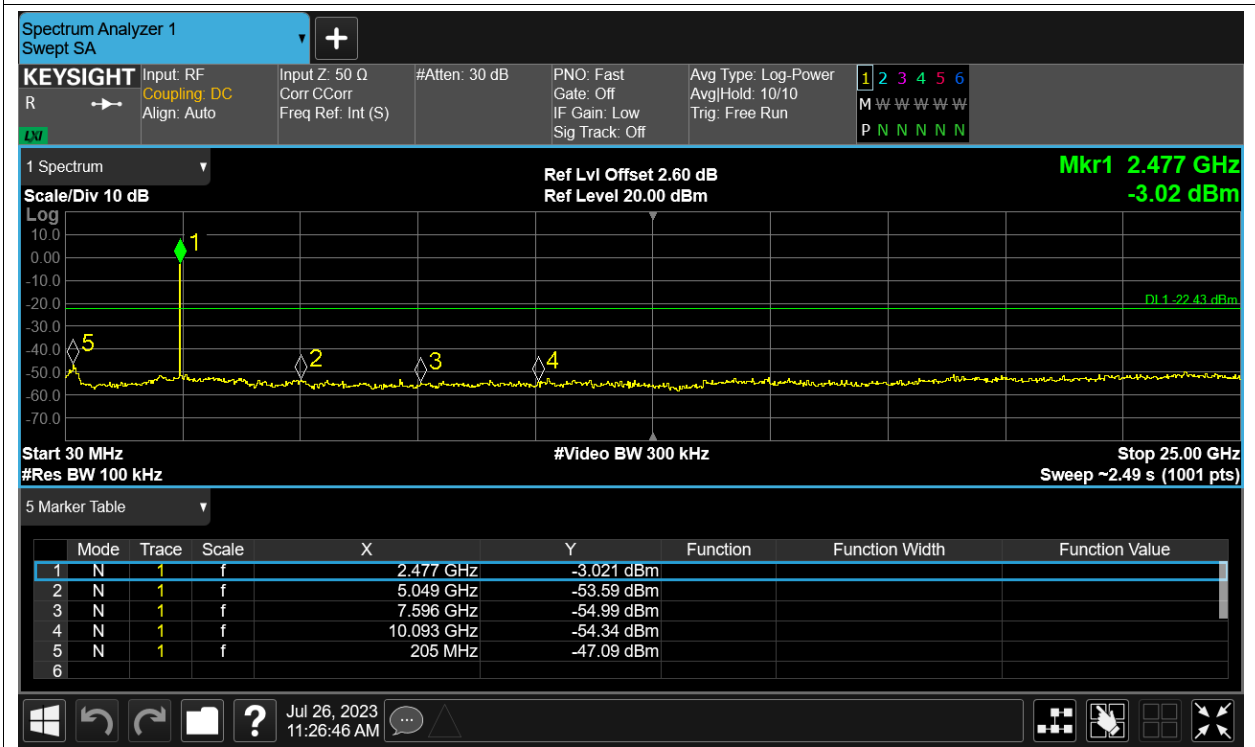 Spectrum Analyzer 1
Swept SA
KEYSIGHT Input: RF Input Z: 50 Ω #Atten: 30 dB PNO: Fast Avg Type: Log-Power 1 2 3 4 5 6
R Coupling: DC Corr CCorr Gate: Off Avg|Hold: 10/10 M W W W W W
Align: Auto Freq Ref: Int (S) IF Gain: Low Trig: Free Run
LXI Sig Track: Off P N N N N N
1 Spectrum Ref Lvl Offset 2.60 dB Mkr1 2.477 GHz
Scale/Div 10 dB Ref Level 20.00 dBm -3.02 dBm
Log
10.0
1
0.00
-10.0
-20.0 DL1 -22.43 dBm
-30.0
5
-40.0
2 3 4
-50.0
-60.0
-70.0
Start 30 MHz #Video BW 300 kHz Stop 25.00 GHz
#Res BW 100 kHz Sweep ~2.49 s (1001 pts)
5 Marker Table
Mode Trace Scale X Y Function Function Width Function Value
1 N 1 f 2.477 GHz -3.021 dBm
2 N 1 f 5.049 GHz -53.59 dBm
3 N 1 f 7.596 GHz -54.99 dBm
4 N 1 f 10.093 GHz -54.34 dBm
5 N 1 f 205 MHz -47.09 dBm
6
? Jul 26, 2023
11:26:46 AM